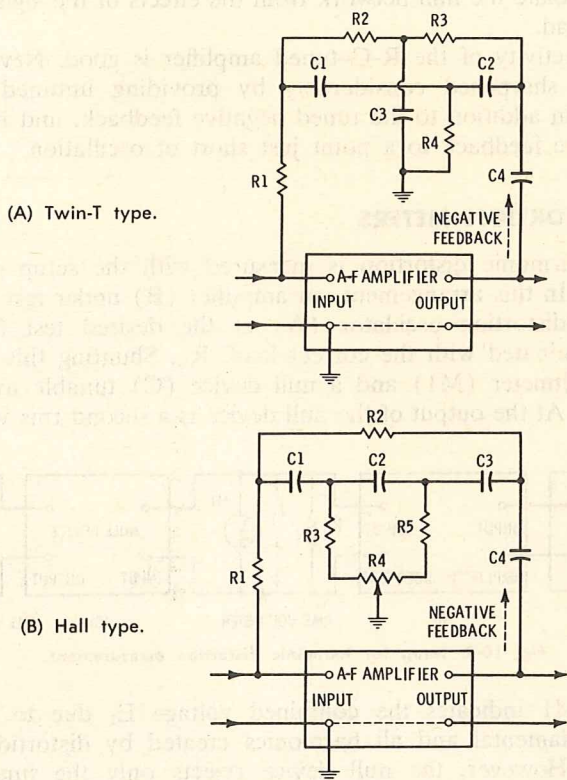 R2
R3
C1
C2
C3
R4
R1
C4
(A) Twin-T type.
NEGATIVE
FEEDBACK
A-F AMPLIFIER
INPUT
OUTPUT
R2
C1
C2
C3
R3
R5
R4
C4
R1
(B) Hall type.
NEGATIVE
FEEDBACK
A-F AMPLIFIER
INPUT
OUTPUT